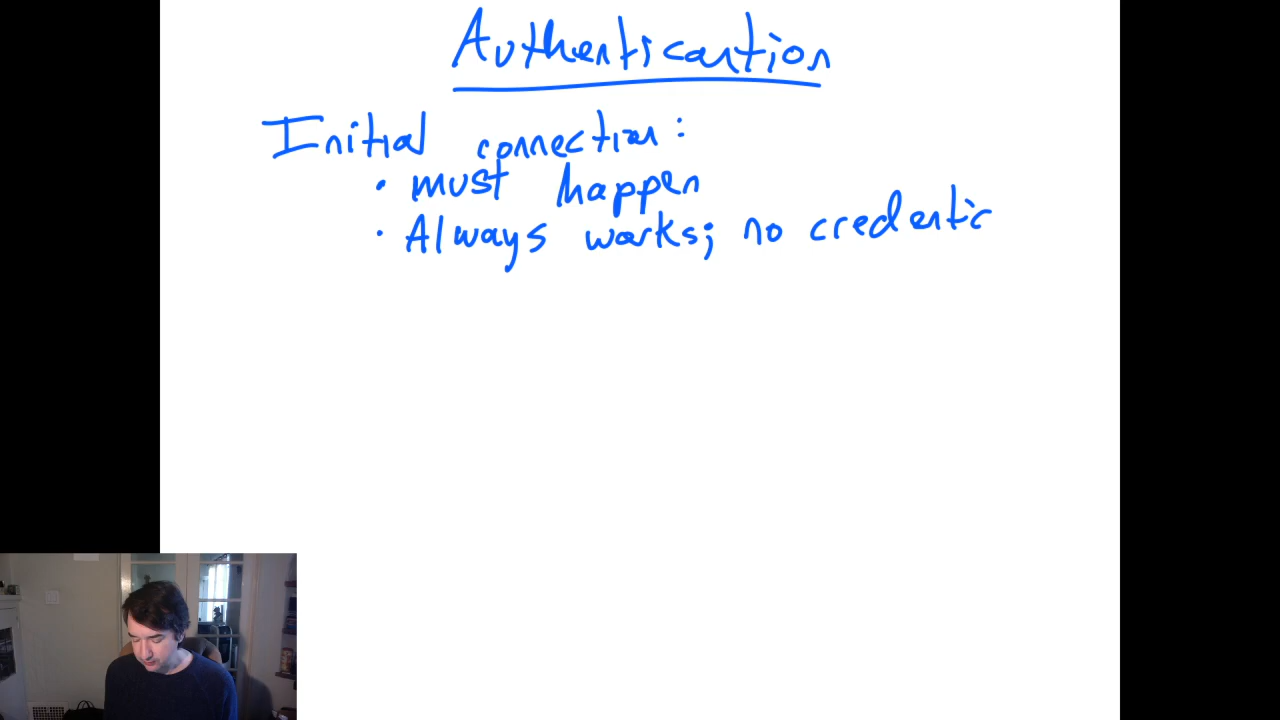 Authentication
Initial connection:
• must happen
• Always works; no credentic